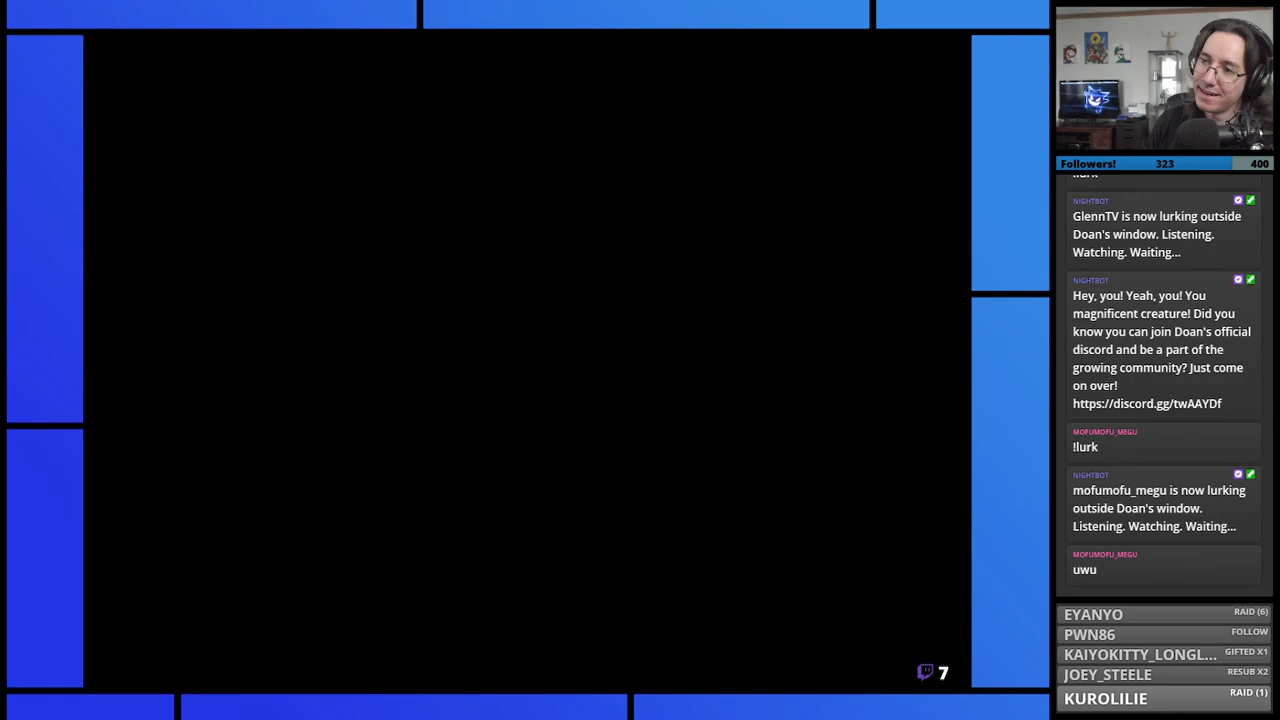 Followers! 323 400
!lurk
NIGHTBOT
GlennTV is now lurking outside
Doan's window. Listening.
Watching. Waiting...
NIGHTBOT
Hey, you! Yeah, you! You
magnificent creature! Did you
know you can join Doan's official
discord and be a part of the
growing community? Just come
on over!
https://discord.gg/twAAYDf
MOFUMOFU_MEGU
!lurk
NIGHTBOT
mofumofu_megu is now lurking
outside Doan's window.
Listening. Watching. Waiting...
MOFUMOFU_MEGU
uwu
EYANYO RAID (6)
PWN86 FOLLOW
KAIYOKITTY_LONGL... GIFTED X1
JOEY_STEELE RESUB X2
KUROLILIE RAID (1)
7